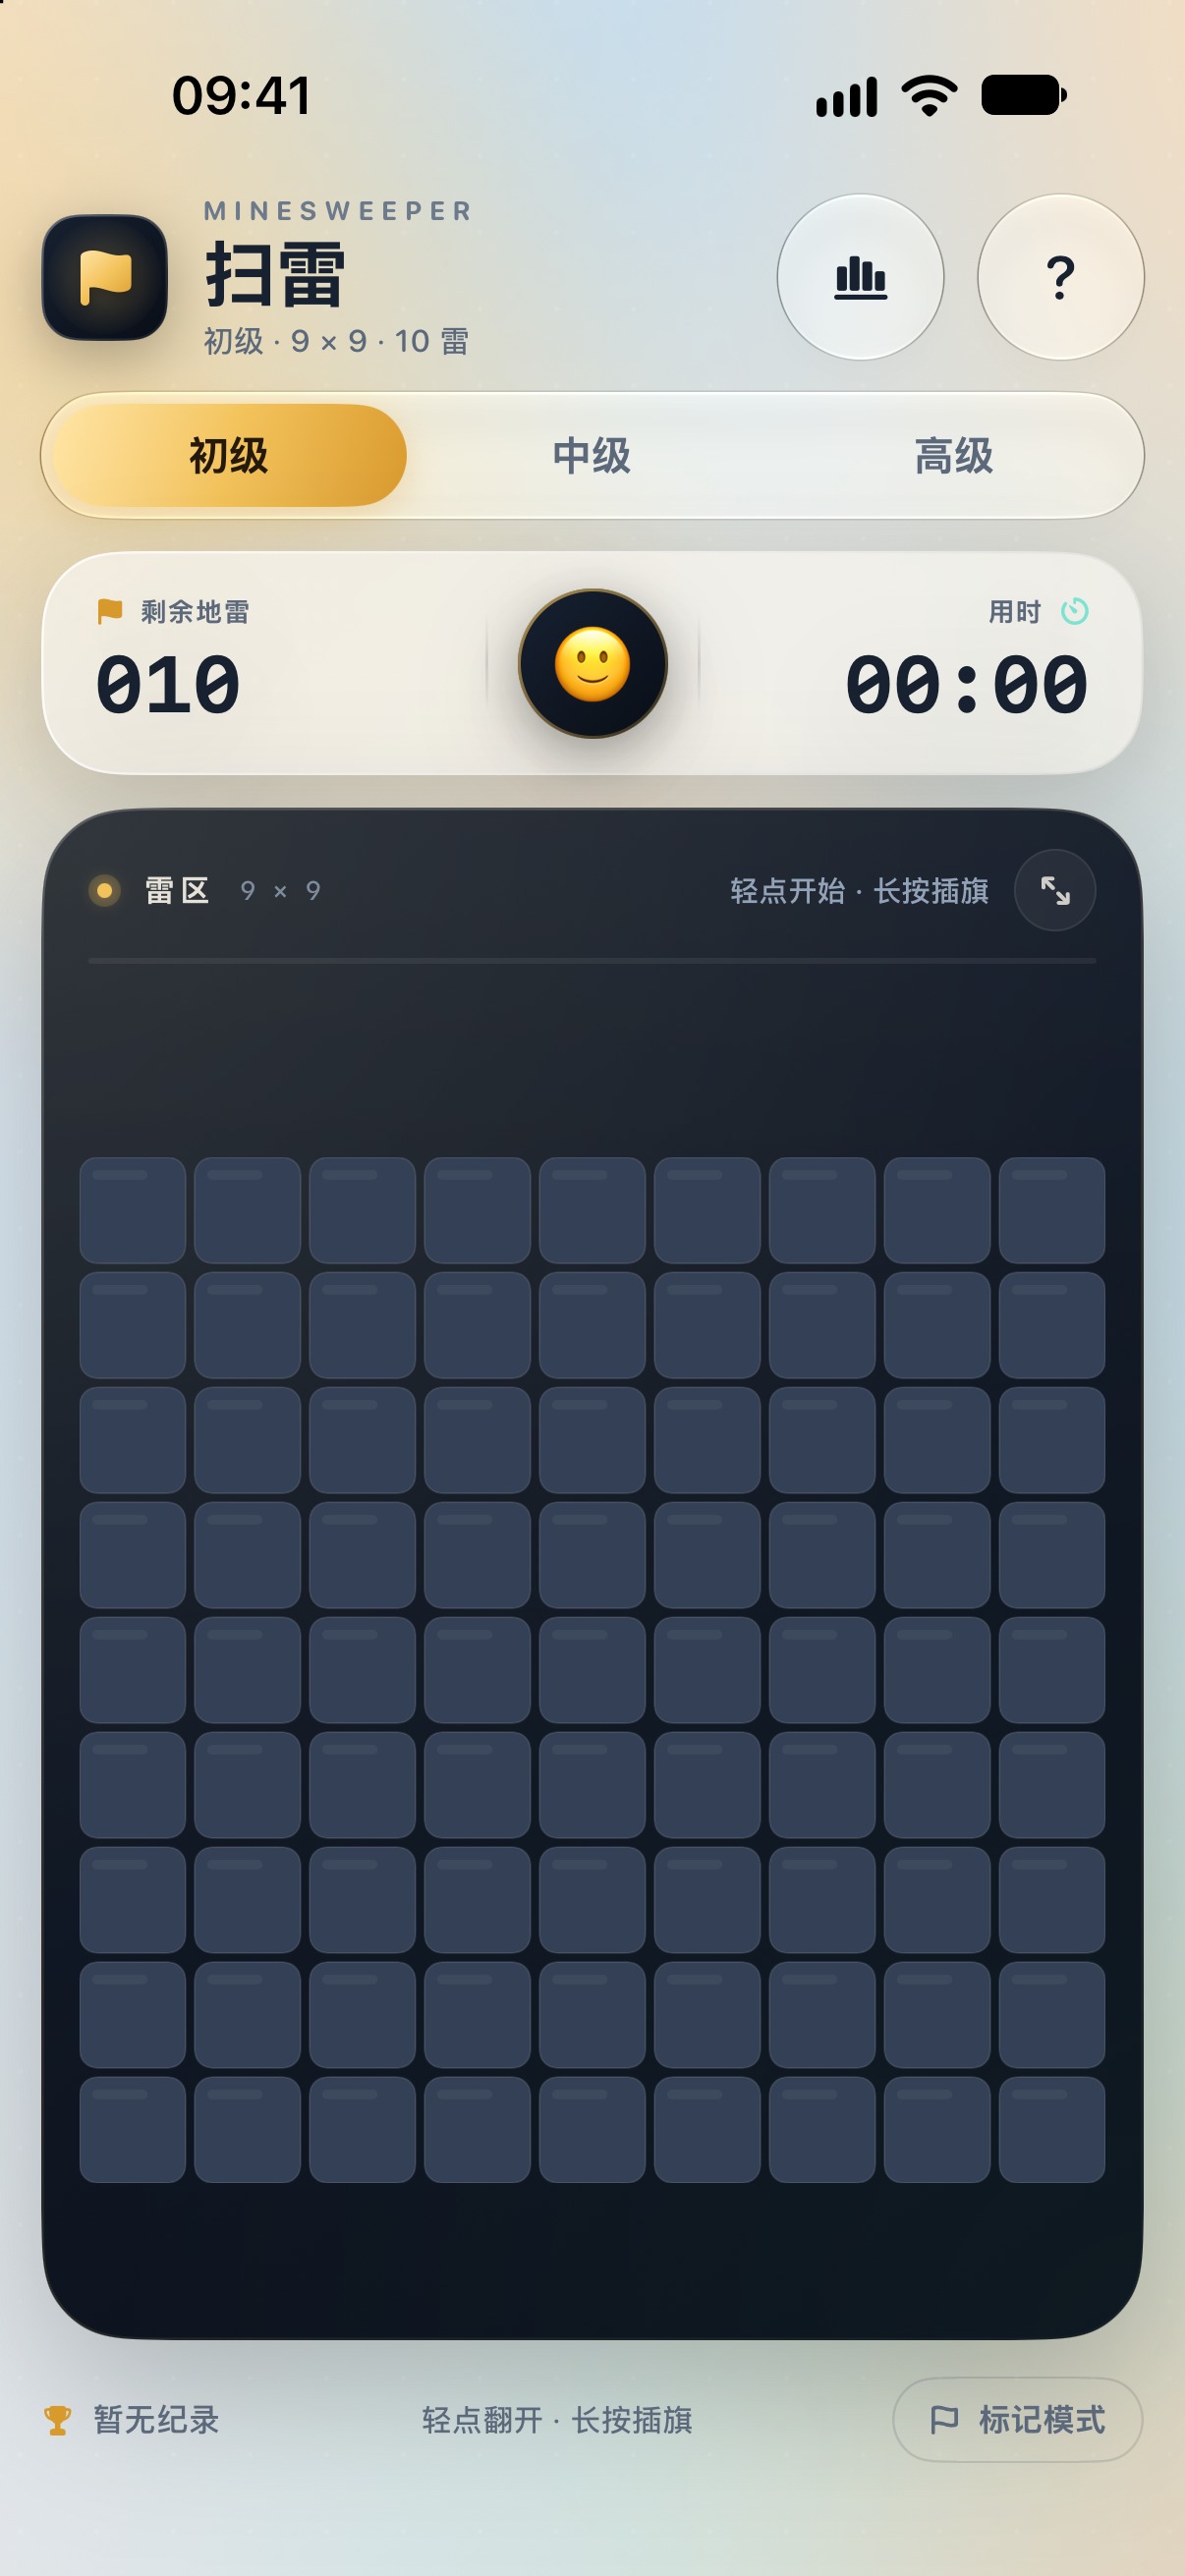 09:41
MINESWEEPER
扫雷
初级 · 9 × 9 · 10 雷
?
初级
中级
高级
剩余地雷
用时
010
00:00
雷区 9 × 9
轻点开始 · 长按插旗
暂无纪录
轻点翻开 · 长按插旗
标记模式